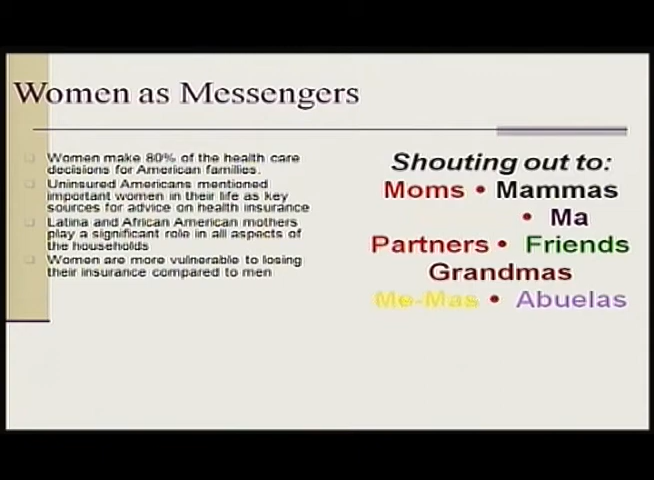 Women as Messengers
Women make 80% of the health care
decisions for American families.
Uninsured Americans mentioned
important women in their life as key
sources for advice on health insurance
Latina and African American mothers
play a significant role in all aspects of
the households
Women are more vulnerable to losing
their insurance compared to men
Shouting out to:
Moms • Mammas
• Ma
Partners • Friends
Grandmas
Me-Mas • Abuelas